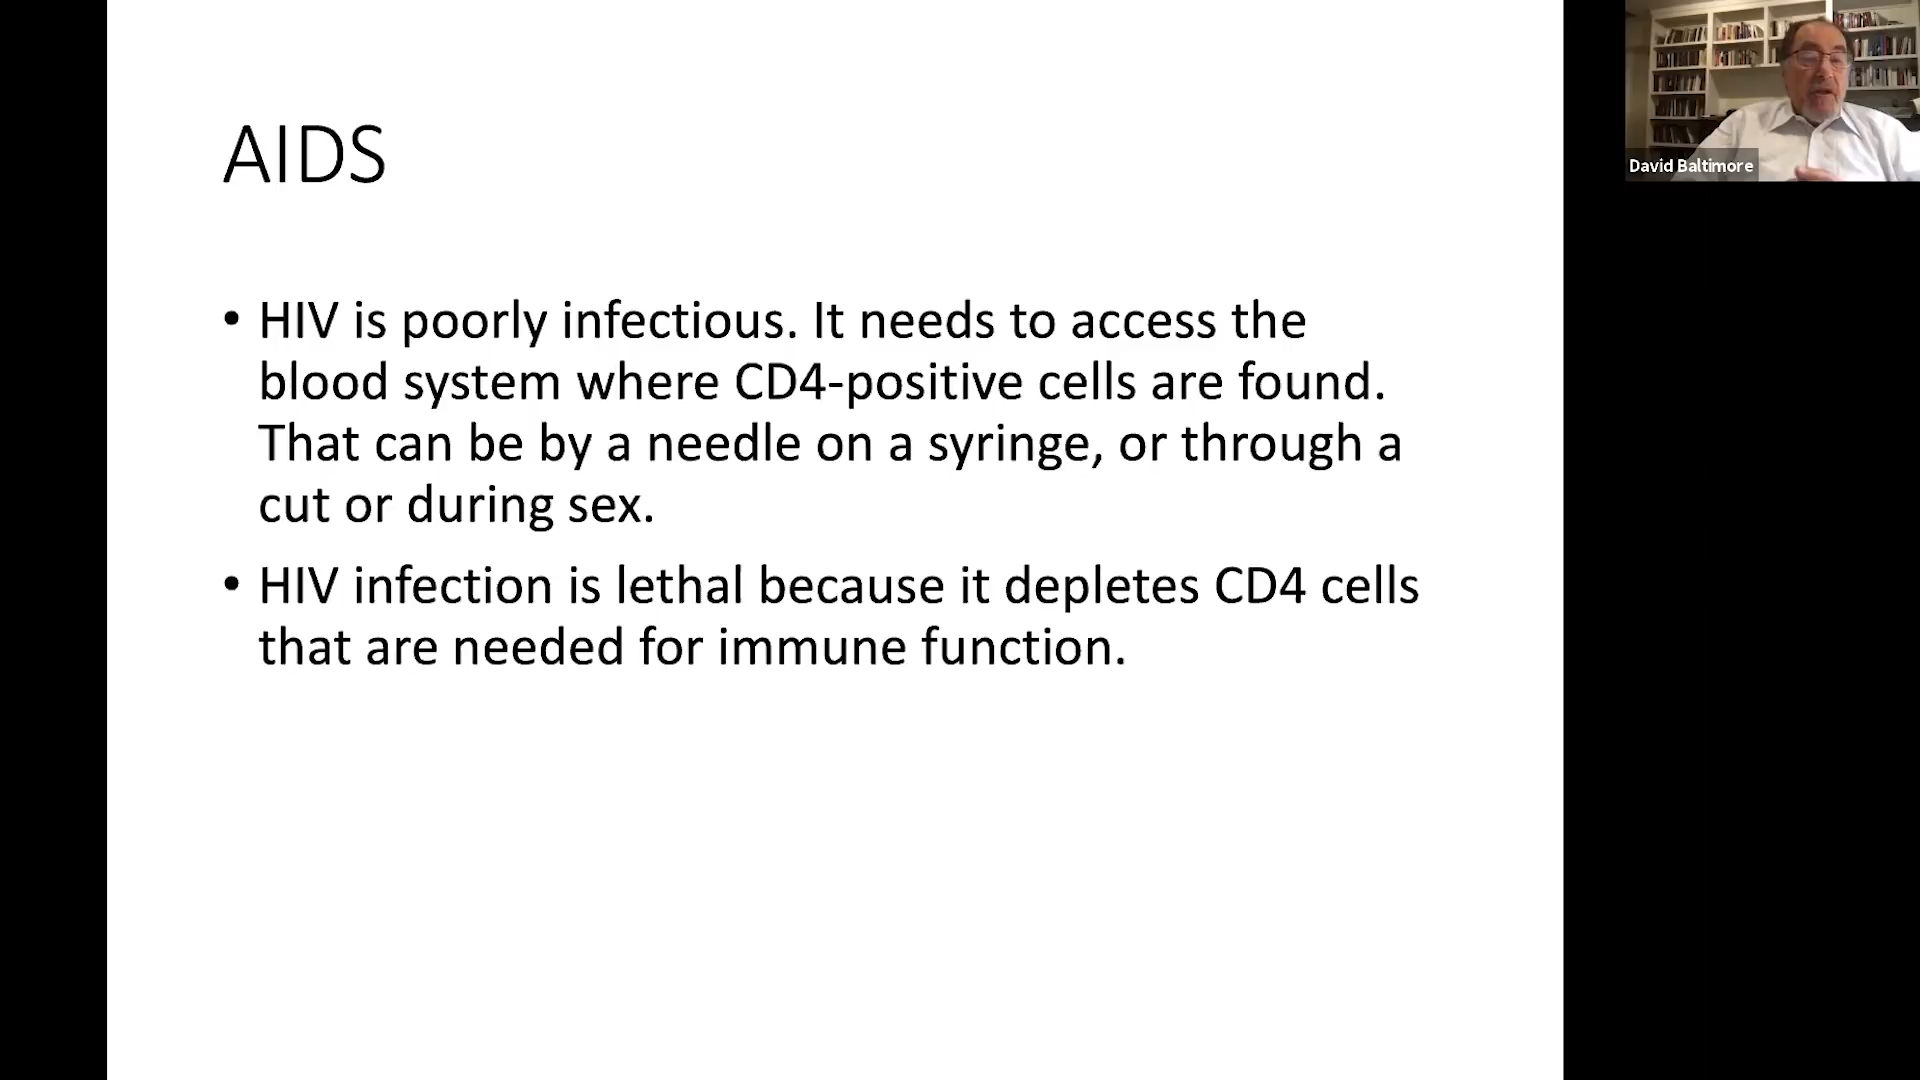 AIDS
• HIV is poorly infectious. It needs to access the
blood system where CD4-positive cells are found.
That can be by a needle on a syringe, or through a
cut or during sex.
• HIV infection is lethal because it depletes CD4 cells
that are needed for immune function.
David Baltimore